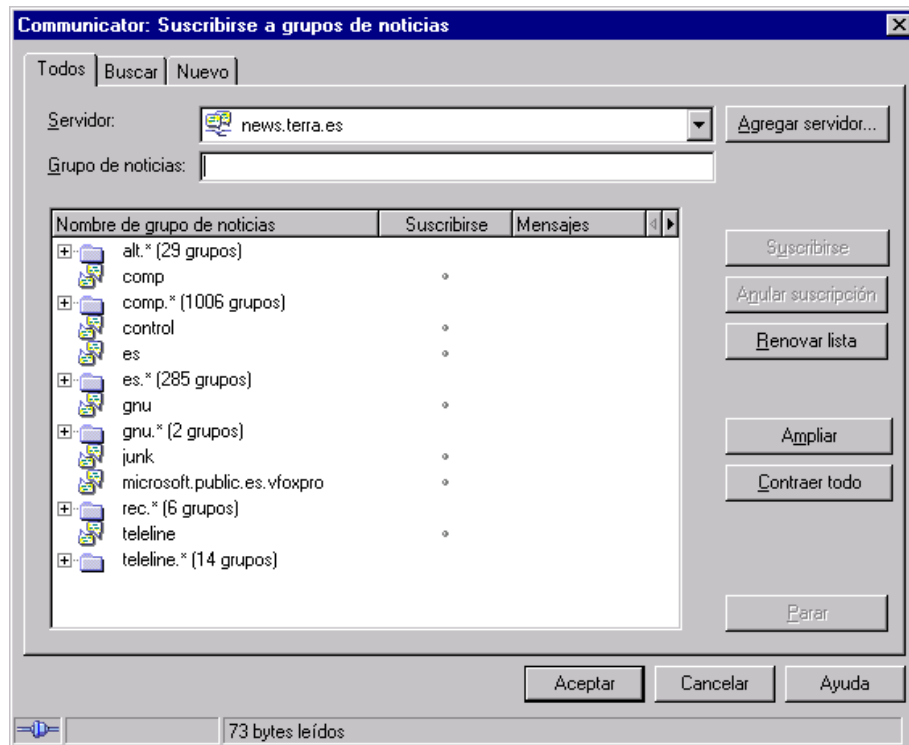 Communicator: Suscribirse a grupos de noticias
Todos Buscar Nuevo
Servidor: news.terra.es Agregar servidor...
Grupo de noticias:
Nombre de grupo de noticias Suscribirse Mensajes
alt.* (29 grupos)
comp
comp.* (1006 grupos)
control
es
es.* (285 grupos)
gnu
gnu.* (2 grupos)
junk
microsoft.public.es.vfoxpro
rec.* (6 grupos)
teleline
teleline.* (14 grupos)
Suscribirse
Anular suscripción
Renovar lista
Ampliar
Contraer todo
Parar
Aceptar Cancelar Ayuda
73 bytes leídos